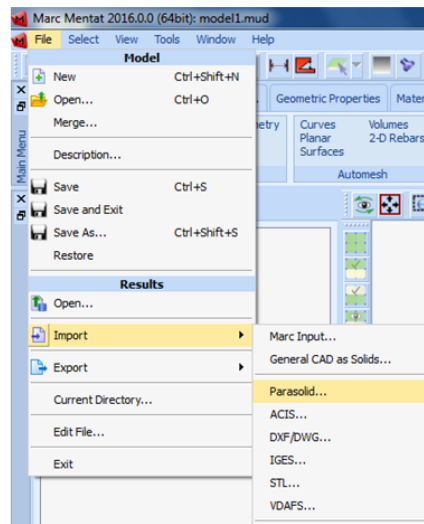 Marc Mentat 2016.0.0 (64bit): model1.mud
File Select View Tools Window Help
Model
New Ctrl+Shift+N
Open... Ctrl+O
Merge...
Description...
Save Ctrl+S
Save and Exit
Save As... Ctrl+Shift+S
Restore
Results
Open...
Import
Export
Current Directory...
Edit File...
Exit
Main Menu
Geometric Properties Mater
etry
Curves Volumes
Planar 2-D Rebars
Surfaces
Automesh
Marc Input...
General CAD as Solids...
Parasolid...
ACIS...
DXF/DWG...
IGES...
STL...
VDAFS...